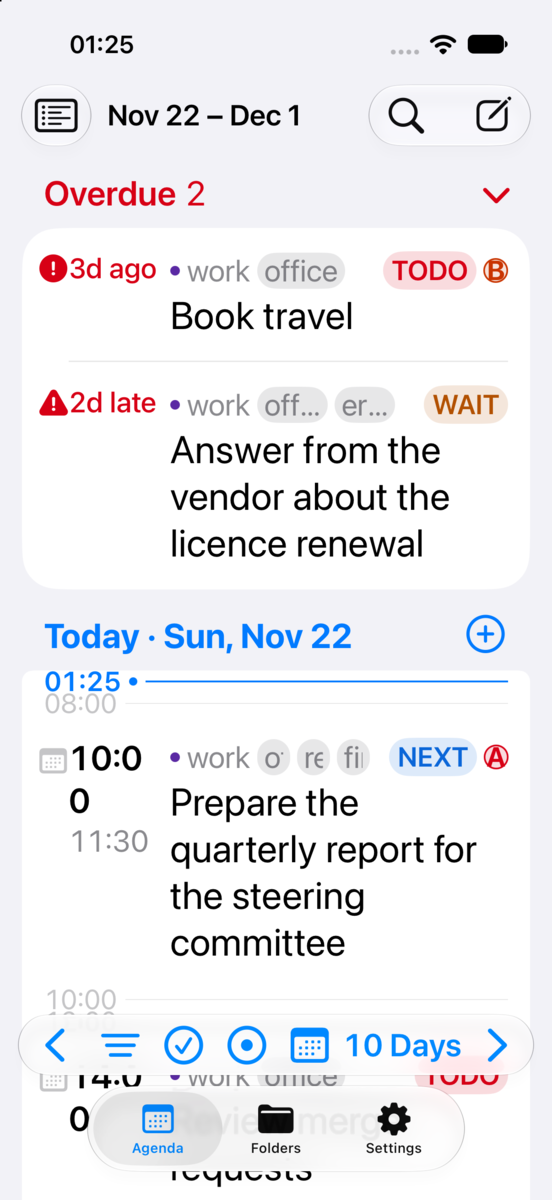 01:25
Nov 22 – Dec 1
Overdue 2
3d ago • work office TODO B
Book travel
2d late • work off... er... WAIT
Answer from the
vendor about the
licence renewal
Today · Sun, Nov 22
01:25
08:00
10:0 • work re NEXT A
0 Prepare the
11:30 quarterly report for
the steering
committee
10:00
10 Days
14:0 • work office TODO
0 Review merg
Agenda Folders Settings
requests